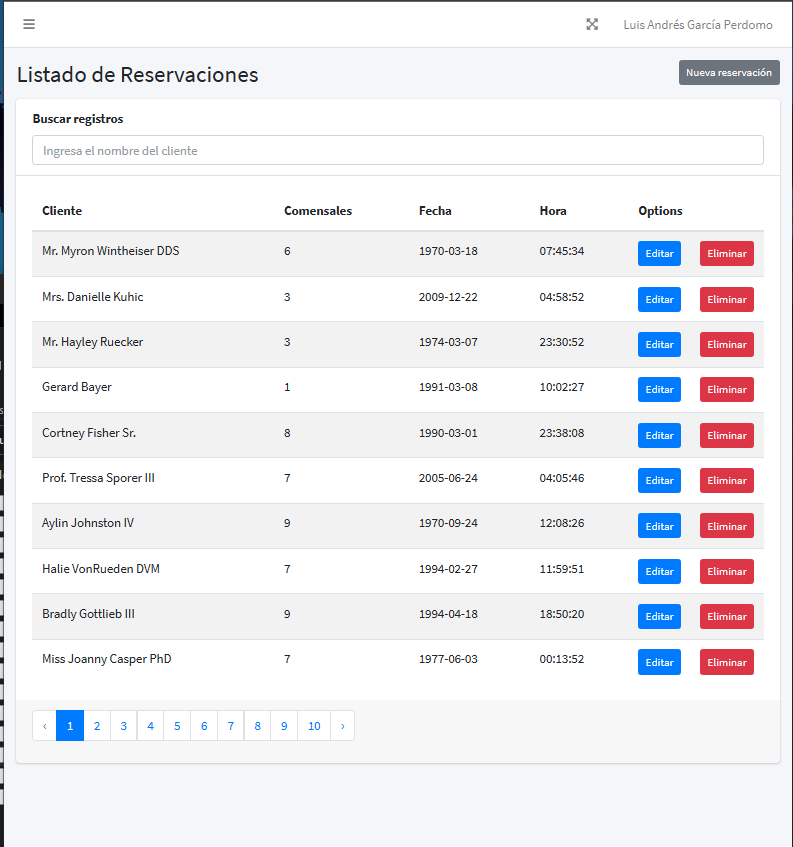 Luis Andrés García Perdomo
Listado de Reservaciones
Nueva reservación
Buscar registros
Ingresa el nombre del cliente
Cliente Comensales Fecha Hora Options
Mr. Myron Wintheiser DDS 6 1970-03-18 07:45:34 Editar Eliminar
Mrs. Danielle Kuhic 3 2009-12-22 04:58:52 Editar Eliminar
Mr. Hayley Ruecker 3 1974-03-07 23:30:52 Editar Eliminar
Gerard Bayer 1 1991-03-08 10:02:27 Editar Eliminar
Cortney Fisher Sr. 8 1990-03-01 23:38:08 Editar Eliminar
Prof. Tressa Sporer III 7 2005-06-24 04:05:46 Editar Eliminar
Aylin Johnston IV 9 1970-09-24 12:08:26 Editar Eliminar
Halie VonRueden DVM 7 1994-02-27 11:59:51 Editar Eliminar
Bradly Gottlieb III 9 1994-04-18 18:50:20 Editar Eliminar
Miss Joanny Casper PhD 7 1977-06-03 00:13:52 Editar Eliminar
‹ 1 2 3 4 5 6 7 8 9 10 ›